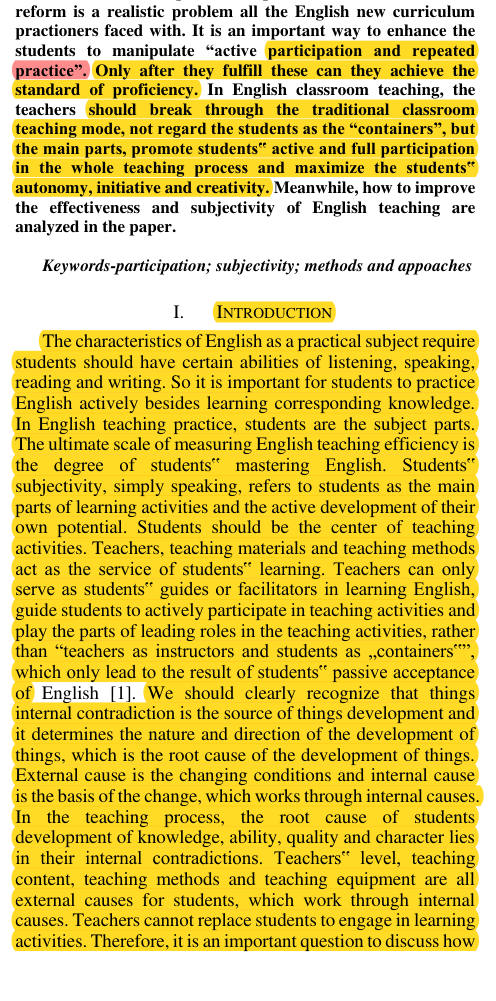 reform is a realistic problem all the English new curriculum
practioners faced with. It is an important way to enhance the
students to manipulate “active participation and repeated
practice”. Only after they fulfill these can they achieve the
standard of proficiency. In English classroom teaching, the
teachers should break through the traditional classroom
teaching mode, not regard the students as the “containers”, but
the main parts, promote students‟ active and full participation
in the whole teaching process and maximize the students‟
autonomy, initiative and creativity. Meanwhile, how to improve
the effectiveness and subjectivity of English teaching are
analyzed in the paper.
Keywords-participation; subjectivity; methods and appoaches
I. INTRODUCTION
The characteristics of English as a practical subject require
students should have certain abilities of listening, speaking,
reading and writing. So it is important for students to practice
English actively besides learning corresponding knowledge.
In English teaching practice, students are the subject parts.
The ultimate scale of measuring English teaching efficiency is
the degree of students‟ mastering English. Students‟
subjectivity, simply speaking, refers to students as the main
parts of learning activities and the active development of their
own potential. Students should be the center of teaching
activities. Teachers, teaching materials and teaching methods
act as the service of students‟ learning. Teachers can only
serve as students‟ guides or facilitators in learning English,
guide students to actively participate in teaching activities and
play the parts of leading roles in the teaching activities, rather
than “teachers as instructors and students as „containers‟”,
which only lead to the result of students‟ passive acceptance
of English [1]. We should clearly recognize that things
internal contradiction is the source of things development and
it determines the nature and direction of the development of
things, which is the root cause of the development of things.
External cause is the changing conditions and internal cause
is the basis of the change, which works through internal causes.
In the teaching process, the root cause of students
development of knowledge, ability, quality and character lies
in their internal contradictions. Teachers‟ level, teaching
content, teaching methods and teaching equipment are all
external causes for students, which work through internal
causes. Teachers cannot replace students to engage in learning
activities. Therefore, it is an important question to discuss how